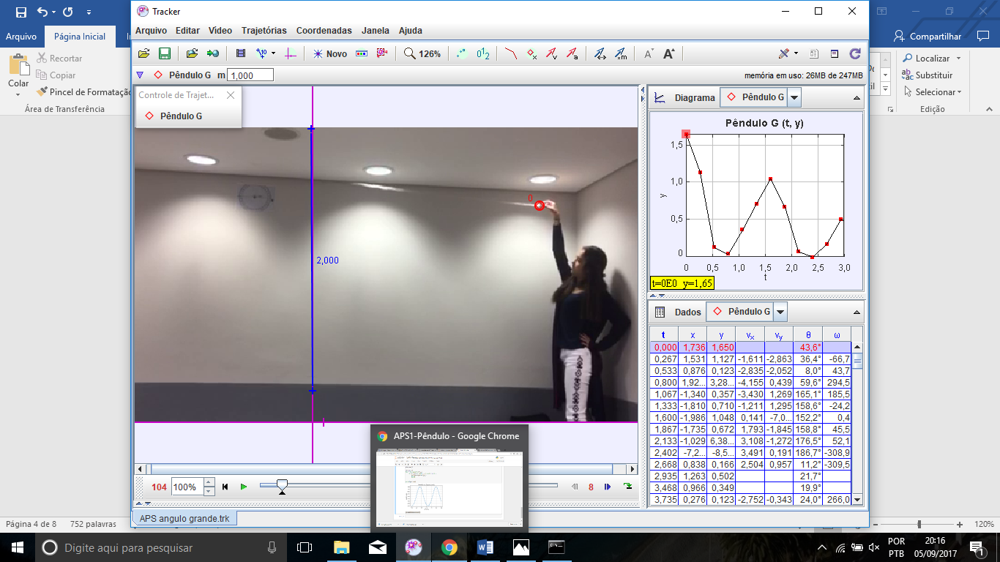 Tracker
Arquivo Página Inicial
Compartilhar
Arquivo Editar Vídeo Trajetórias Coordenadas Janela Ajuda
Recortar
Copiar
Colar
Pincel de Formatação
Área de Transferência
Localizar
Substituir
Selecionar
Edição
Novo 126%
Pêndulo G m 1,000
memória em uso: 26MB de 247MB
Controle de Trajet...
Pêndulo G
0
2,000
Diagrama Pêndulo G
Pêndulo G (t, y)
1,5
1,0
y
0,5
0
0 0,5 1,0 1,5 2,0 2,5 3,0
t
t=0E0 y=1,65
Dados Pêndulo G
t x y vx vy θ ω
0,000 1,736 1,650 43,6°
0,267 1,531 1,127 -1,611 -2,863 36,4° -66,7
0,533 0,876 0,123 -2,835 -2,052 8,0° 43,7
0,800 1,92... 3,28... -4,155 0,439 59,6° 294,5
1,067 -1,340 0,357 -3,430 1,269 165,1° 185,5
1,333 -1,810 0,710 -1,211 1,295 158,6° -24,2
1,600 -1,986 1,048 0,141 -7,0... 152,2° 0,4
1,867 -1,735 0,672 1,793 -1,845 158,8° 45,5
2,133 -1,029 6,38... 3,108 -1,272 176,5° 52,1
2,402 -7,2... -8,5... 3,491 0,191 186,7° -308,9
2,668 0,838 0,166 2,504 0,957 11,2° -309,5
2,935 1,263 0,502 21,7°
3,468 0,966 0,349 19,9°
3,735 0,276 0,123 -2,752 -0,343 24,0° 266,0
APS1-Pêndulo - Google Chrome
104 100% 8
APS angulo grande.trk
Página 4 de 8 752 palavras
120%
Digite aqui para pesquisar
POR
PTB
20:16
05/09/2017
1